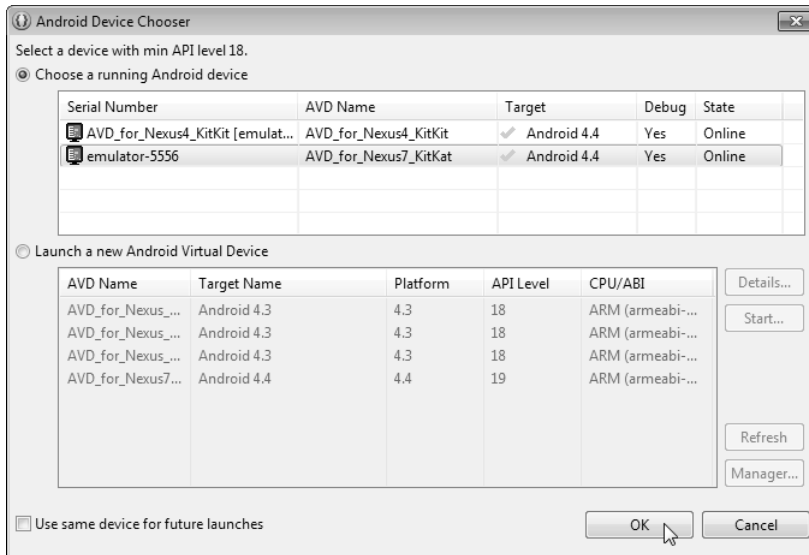 Android Device Chooser
Select a device with min API level 18.
Choose a running Android device
Serial Number AVD Name Target Debug State
AVD_for_Nexus4_KitKit [emulat... AVD_for_Nexus4_KitKit Android 4.4 Yes Online
emulator-5556 AVD_for_Nexus7_KitKat Android 4.4 Yes Online
Launch a new Android Virtual Device
AVD Name Target Name Platform API Level CPU/ABI Details...
AVD_for_Nexus_... Android 4.3 4.3 18 ARM (armeabi-...
Start...
AVD_for_Nexus_... Android 4.3 4.3 18 ARM (armeabi-...
AVD_for_Nexus_... Android 4.3 4.3 18 ARM (armeabi-...
AVD_for_Nexus7... Android 4.4 4.4 19 ARM (armeabi-...
Refresh
Manager...
Use same device for future launches OK Cancel